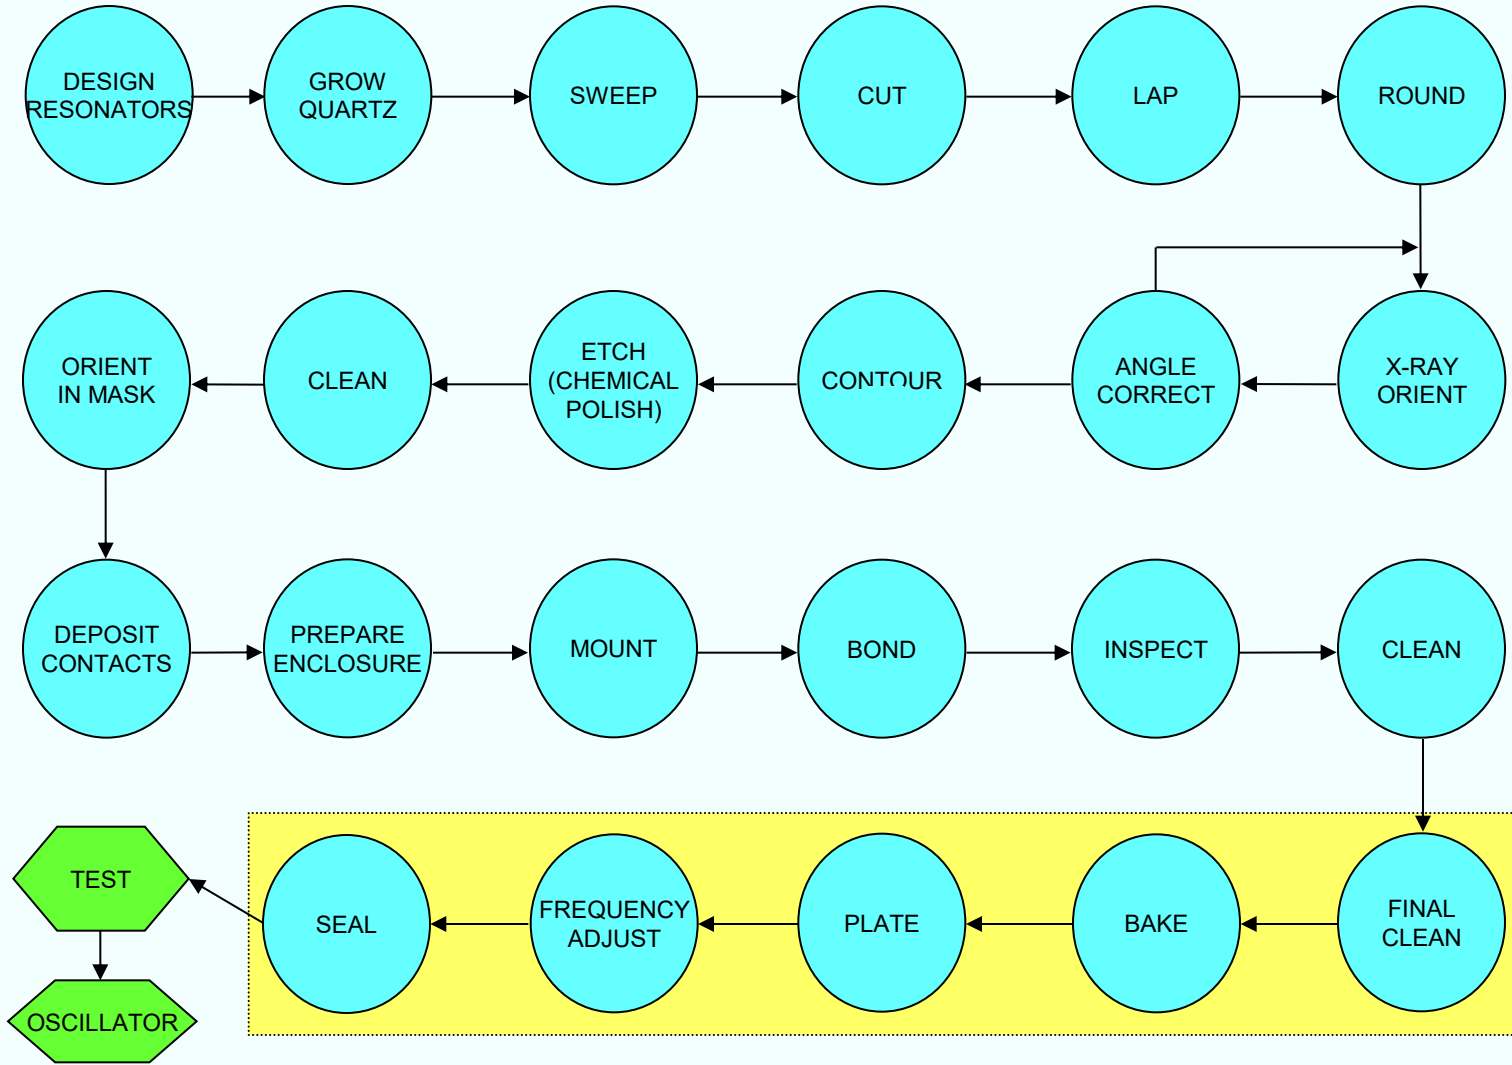 DESIGN
RESONATORS
GROW
QUARTZ
SWEEP
CUT
LAP
ROUND
ORIENT
IN MASK
CLEAN
ETCH
(CHEMICAL
POLISH)
CONTOUR
ANGLE
CORRECT
X-RAY
ORIENT
DEPOSIT
CONTACTS
PREPARE
ENCLOSURE
MOUNT
BOND
INSPECT
CLEAN
TEST
SEAL
FREQUENCY
ADJUST
PLATE
BAKE
FINAL
CLEAN
OSCILLATOR